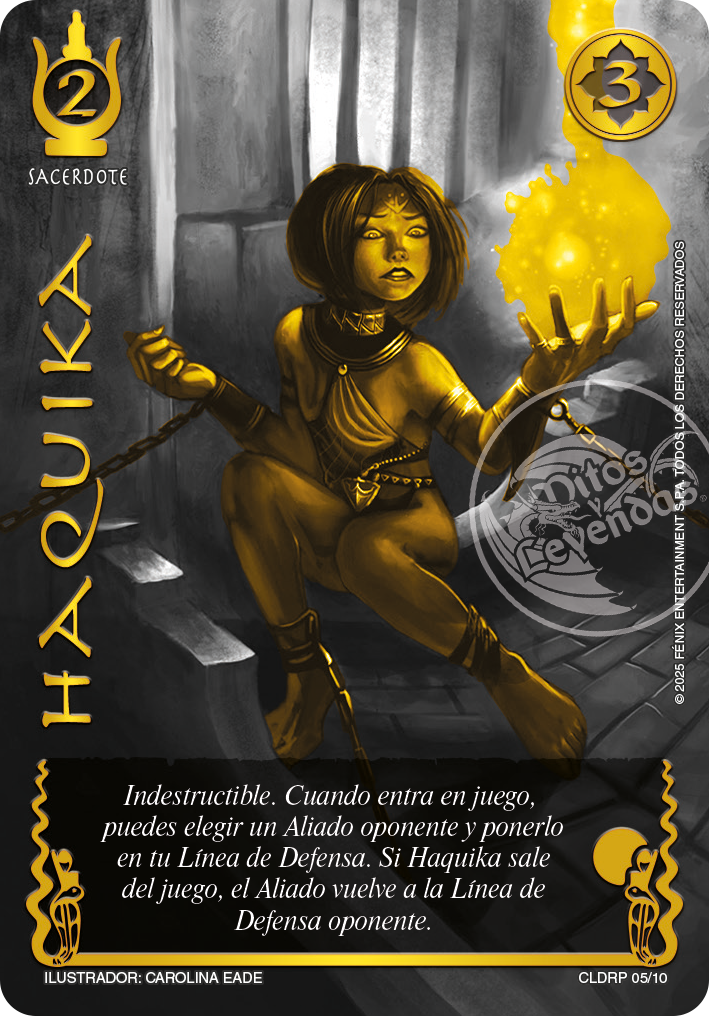 2
3
SACERDOTE
HAQUIKA
© 2025 FÉNIX ENTERTAINMENT S.P.A. TODOS LOS DERECHOS RESERVADOS
Mitos
y
Leyendas®
Indestructible. Cuando entra en juego,
puedes elegir un Aliado oponente y ponerlo
en tu Línea de Defensa. Si Haquika sale
del juego, el Aliado vuelve a la Línea de
Defensa oponente.
ILUSTRADOR: CAROLINA EADE
CLDRP 05/10